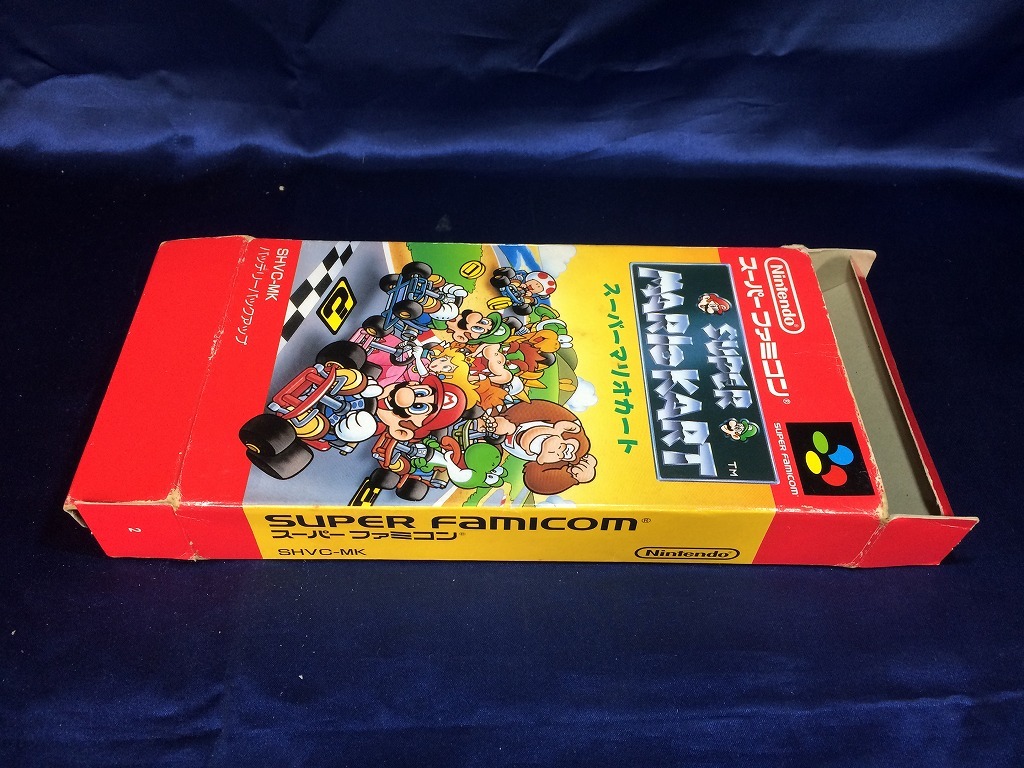 Nintendo
スーパーファミコン®
SUPER FAMICOM
SUPER
MARIO KART
TM
スーパーマリオカート
SHVC-MK
バッテリーバックアップ
SUPER FAMICOM®
スーパーファミコン®
SHVC-MK
Nintendo
2